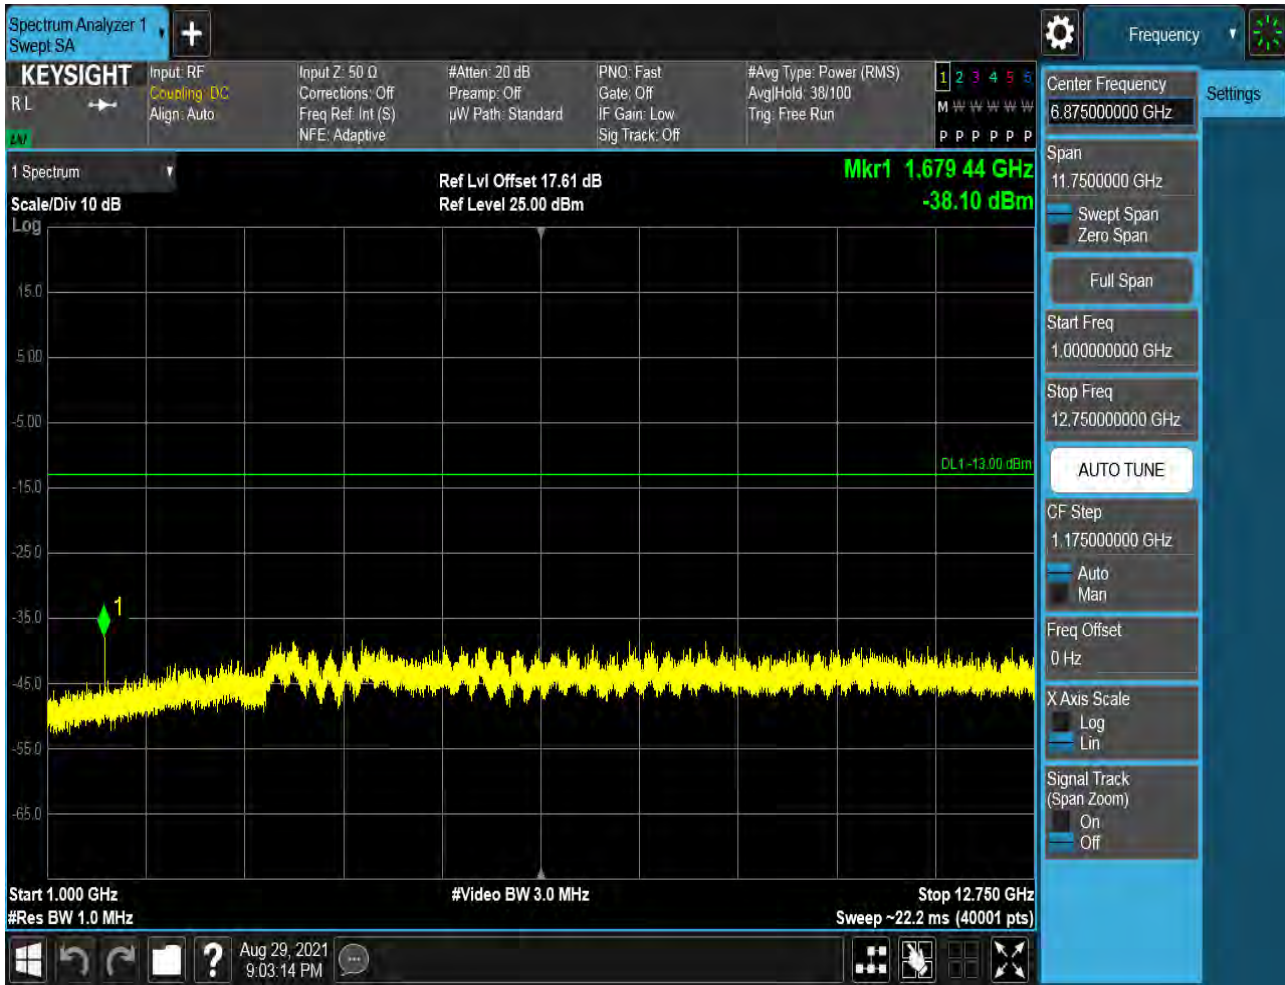 Spectrum Analyzer 1
Swept SA
Frequency
KEYSIGHT
R L
Input: RF
Coupling: DC
Align: Auto
Input Z: 50 Ω
Corrections: Off
Freq Ref: Int (S)
NFE: Adaptive
#Atten: 20 dB
Preamp: Off
µW Path: Standard
PNO: Fast
Gate: Off
IF Gain: Low
Sig Track: Off
#Avg Type: Power (RMS)
Avg|Hold: 38/100
Trig: Free Run
1 2 3 4 5 6
M W W W W W
P P P P P P
1 Spectrum
Scale/Div 10 dB
Log
Ref Lvl Offset 17.61 dB
Ref Level 25.00 dBm
Mkr1 1.679 44 GHz
-38.10 dBm
15.0
5.00
-5.00
-15.0
-25.0
-35.0
-45.0
-55.0
-65.0
DL1 -13.00 dBm
1
Start 1.000 GHz
#Res BW 1.0 MHz
#Video BW 3.0 MHz
Stop 12.750 GHz
Sweep ~22.2 ms (40001 pts)
Aug 29, 2021
9:03:14 PM
Center Frequency
6.875000000 GHz
Settings
Span
11.7500000 GHz
Swept Span
Zero Span
Full Span
Start Freq
1.000000000 GHz
Stop Freq
12.750000000 GHz
AUTO TUNE
CF Step
1.175000000 GHz
Auto
Man
Freq Offset
0 Hz
X Axis Scale
Log
Lin
Signal Track
(Span Zoom)
On
Off